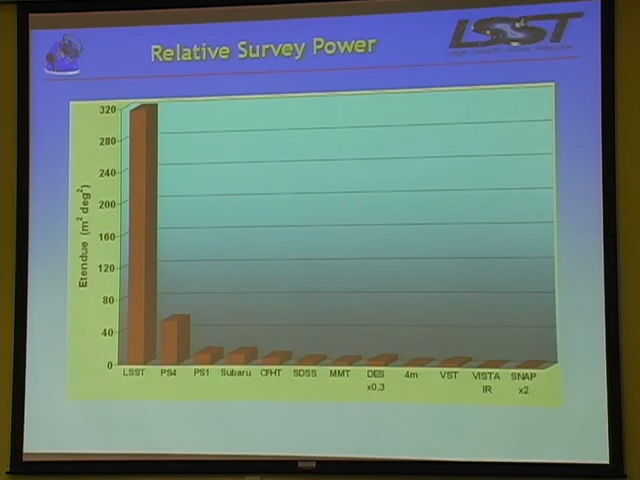 Relative Survey Power
LSST
Etendue (m² deg²)
320
280
240
200
160
120
80
40
0
LSST PS4 PS1 Subaru CFHT SDSS MMT DES 4m VST VISTA SNAP
x0.3 IR x2